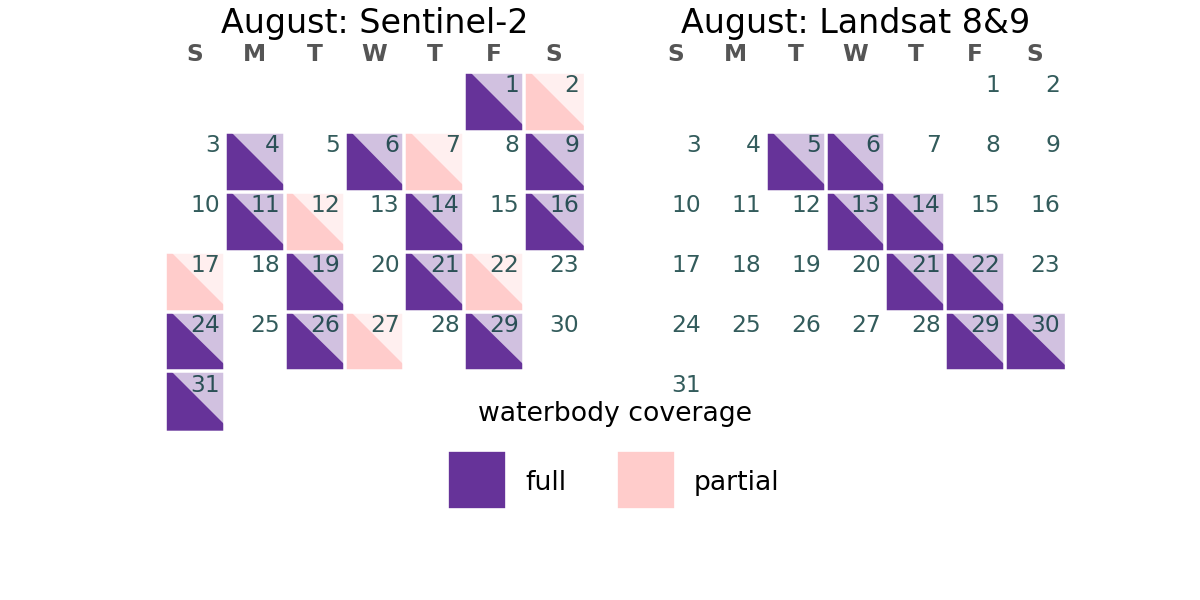 August: Sentinel-2
S M T W T F S
1 2
3 4 5 6 7 8 9
10 11 12 13 14 15 16
17 18 19 20 21 22 23
24 25 26 27 28 29 30
31
August: Landsat 8&9
S M T W T F S
1 2
3 4 5 6 7 8 9
10 11 12 13 14 15 16
17 18 19 20 21 22 23
24 25 26 27 28 29 30
31
waterbody coverage
full partial